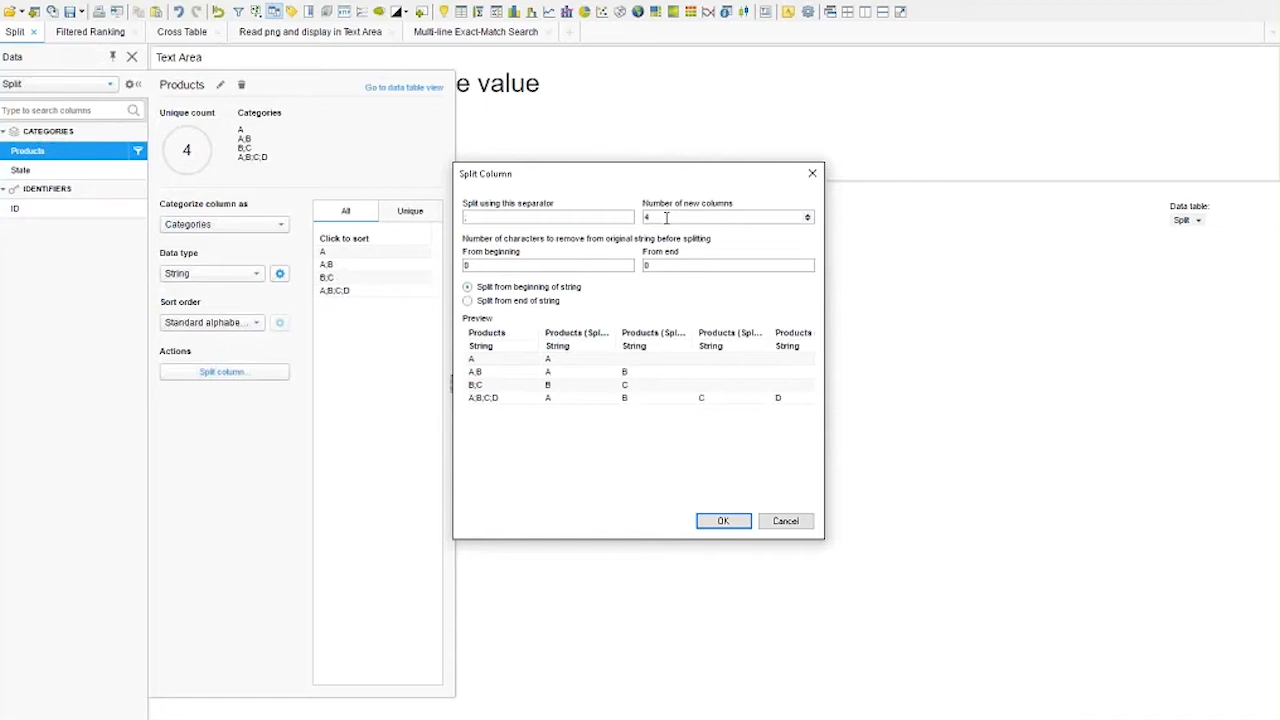 Split
Filtered Ranking
Cross Table
Read png and display in Text Area
Multi-line Exact-Match Search
Data
Text Area
Split
Products
Go to data table view
e value
Type to search columns
Unique count
Categories
CATEGORIES
4
A
A;B
B;C
A;B;C;D
Products
State
IDENTIFIERS
ID
Categorize column as
Categories
Data type
String
Sort order
Standard alphabe...
Actions
Split column...
All
Unique
Click to sort
A
A;B
B;C
A;B;C;D
Split Column
Split using this separator
Number of new columns
;
4
Number of characters to remove from original string before splitting
From beginning
From end
0
0
Split from beginning of string
Split from end of string
Preview
Products Products (Spl... Products (Spl... Products (Spl... Products
String String String String String
A A
A;B A B
B;C B C
A;B;C;D A B C D
OK
Cancel
Data table:
Split